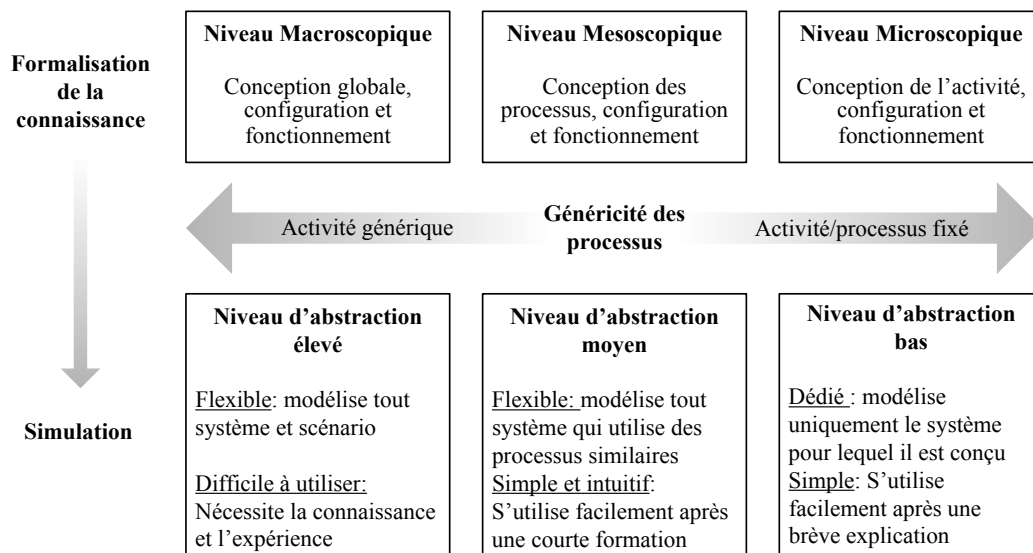 Formalisation
de la
connaissance
Niveau Macroscopique
Conception globale,
configuration et
fonctionnement
Niveau Mesoscopique
Conception des
processus, configuration
et fonctionnement
Niveau Microscopique
Conception de l’activité,
configuration et
fonctionnement
Activité générique
Généricité des
processus
Activité/processus fixé
Simulation
Niveau d’abstraction
élevé
Flexible: modélise tout
système et scénario
Difficile à utiliser:
Nécessite la connaissance
et l’expérience
Niveau d’abstraction
moyen
Flexible: modélise tout
système qui utilise des
processus similaires
Simple et intuitif:
S’utilise facilement après
une courte formation
Niveau d’abstraction
bas
Dédié : modélise
uniquement le système
pour lequel il est conçu
Simple: S’utilise
facilement après une
brève explication